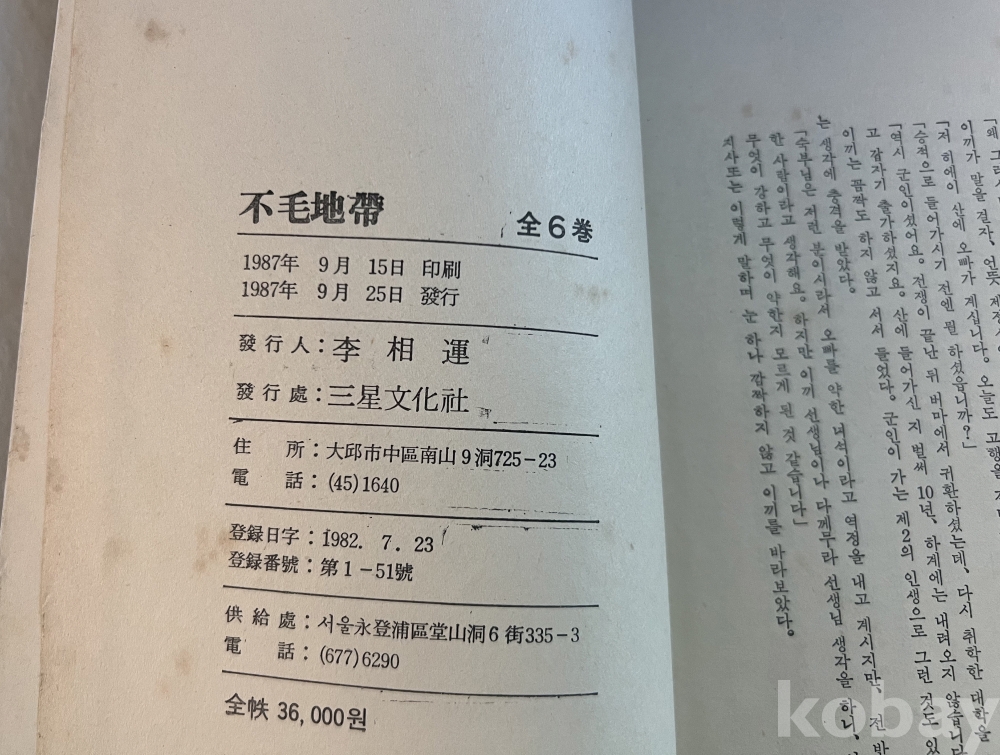 不毛地帶 全6巻
1987年 9月 15日 印刷
1987年 9月 25日 發行
發行人：李 相 運
發行處：三星文化社
住 所：大邱市中區南山9洞725-23
電 話：(45)1640
登録日字：1982. 7. 23
登録番號：第1-51號
供給處：서울永登浦區堂山洞6街335-3
電 話：(677)6290
全帙 36,000원
이끼가 말을 걸자, 언뜻
「저 히에이 산에 오빠가 계십니다. 오늘도 고행을
「승적으로 들어가시기 전엔 뭘 하셨읍니까?」
「역시 군인이셨어요. 전쟁이 끝난 뒤 버마에서 귀환하셨는데, 다시 취학한 대학을
고 갑자기 출가하셨지요. 산에 들어가신 지 벌써 10년, 하계에는 내려오지 않습니다
이끼는 꼼짝도 하지 않고 서서 들었다. 군인이 가는 제2의 인생으로 그런 것도 있
는 생각에 충격을 받았다.
「숙부님은 저런 분이시라서 오빠를 약한 녀석이라고 역정을 내고 계시지만, 전 반
한 사람이라고 생각해요. 하지만 이끼 선생님이나 다께무라 선생님 생각을 하니,
무엇이 강하고 무엇이 약한지 모르게 된 것 같습니다」
지사또는 이렇게 말하며 눈 하나 깜짝하지 않고 이끼를 바라보았다.
kobay